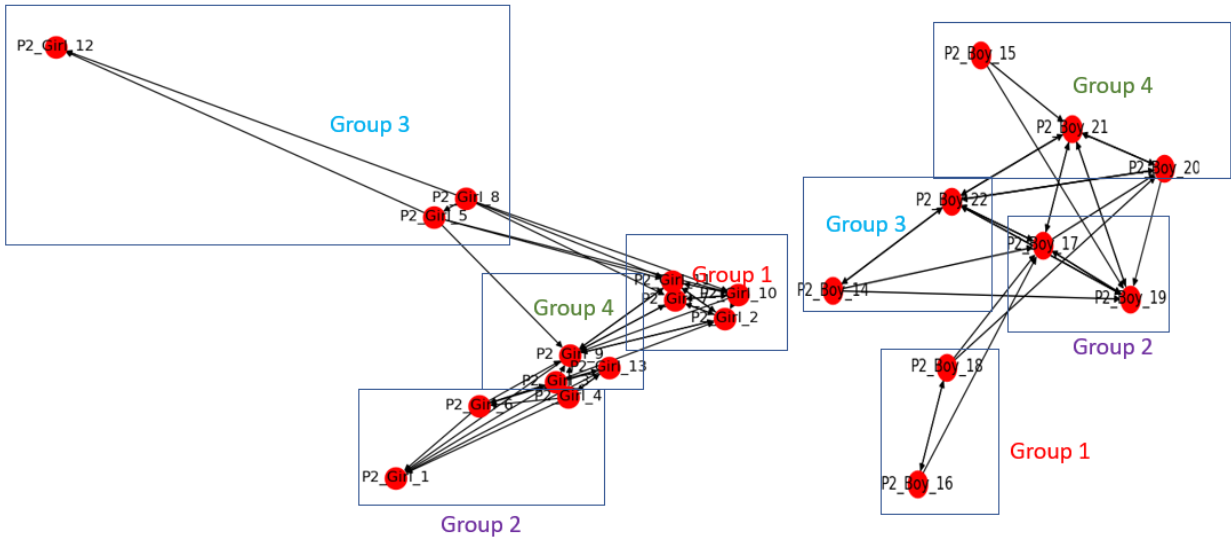 P2_Girl_12
Group 3
P2_Girl_8
P2_Girl_5
Group 1
P2_Girl_10
P2_Girl_2
Group 4
P2_Girl_9
P2_Girl_13
P2_Girl_4
P2_Girl_6
P2_Girl_1
Group 2
P2_Boy_15
Group 4
P2_Boy_21
P2_Boy_20
P2_Boy_22
Group 3
P2_Boy_17
P2_Boy_14
P2_Boy_19
Group 2
P2_Boy_18
Group 1
P2_Boy_16